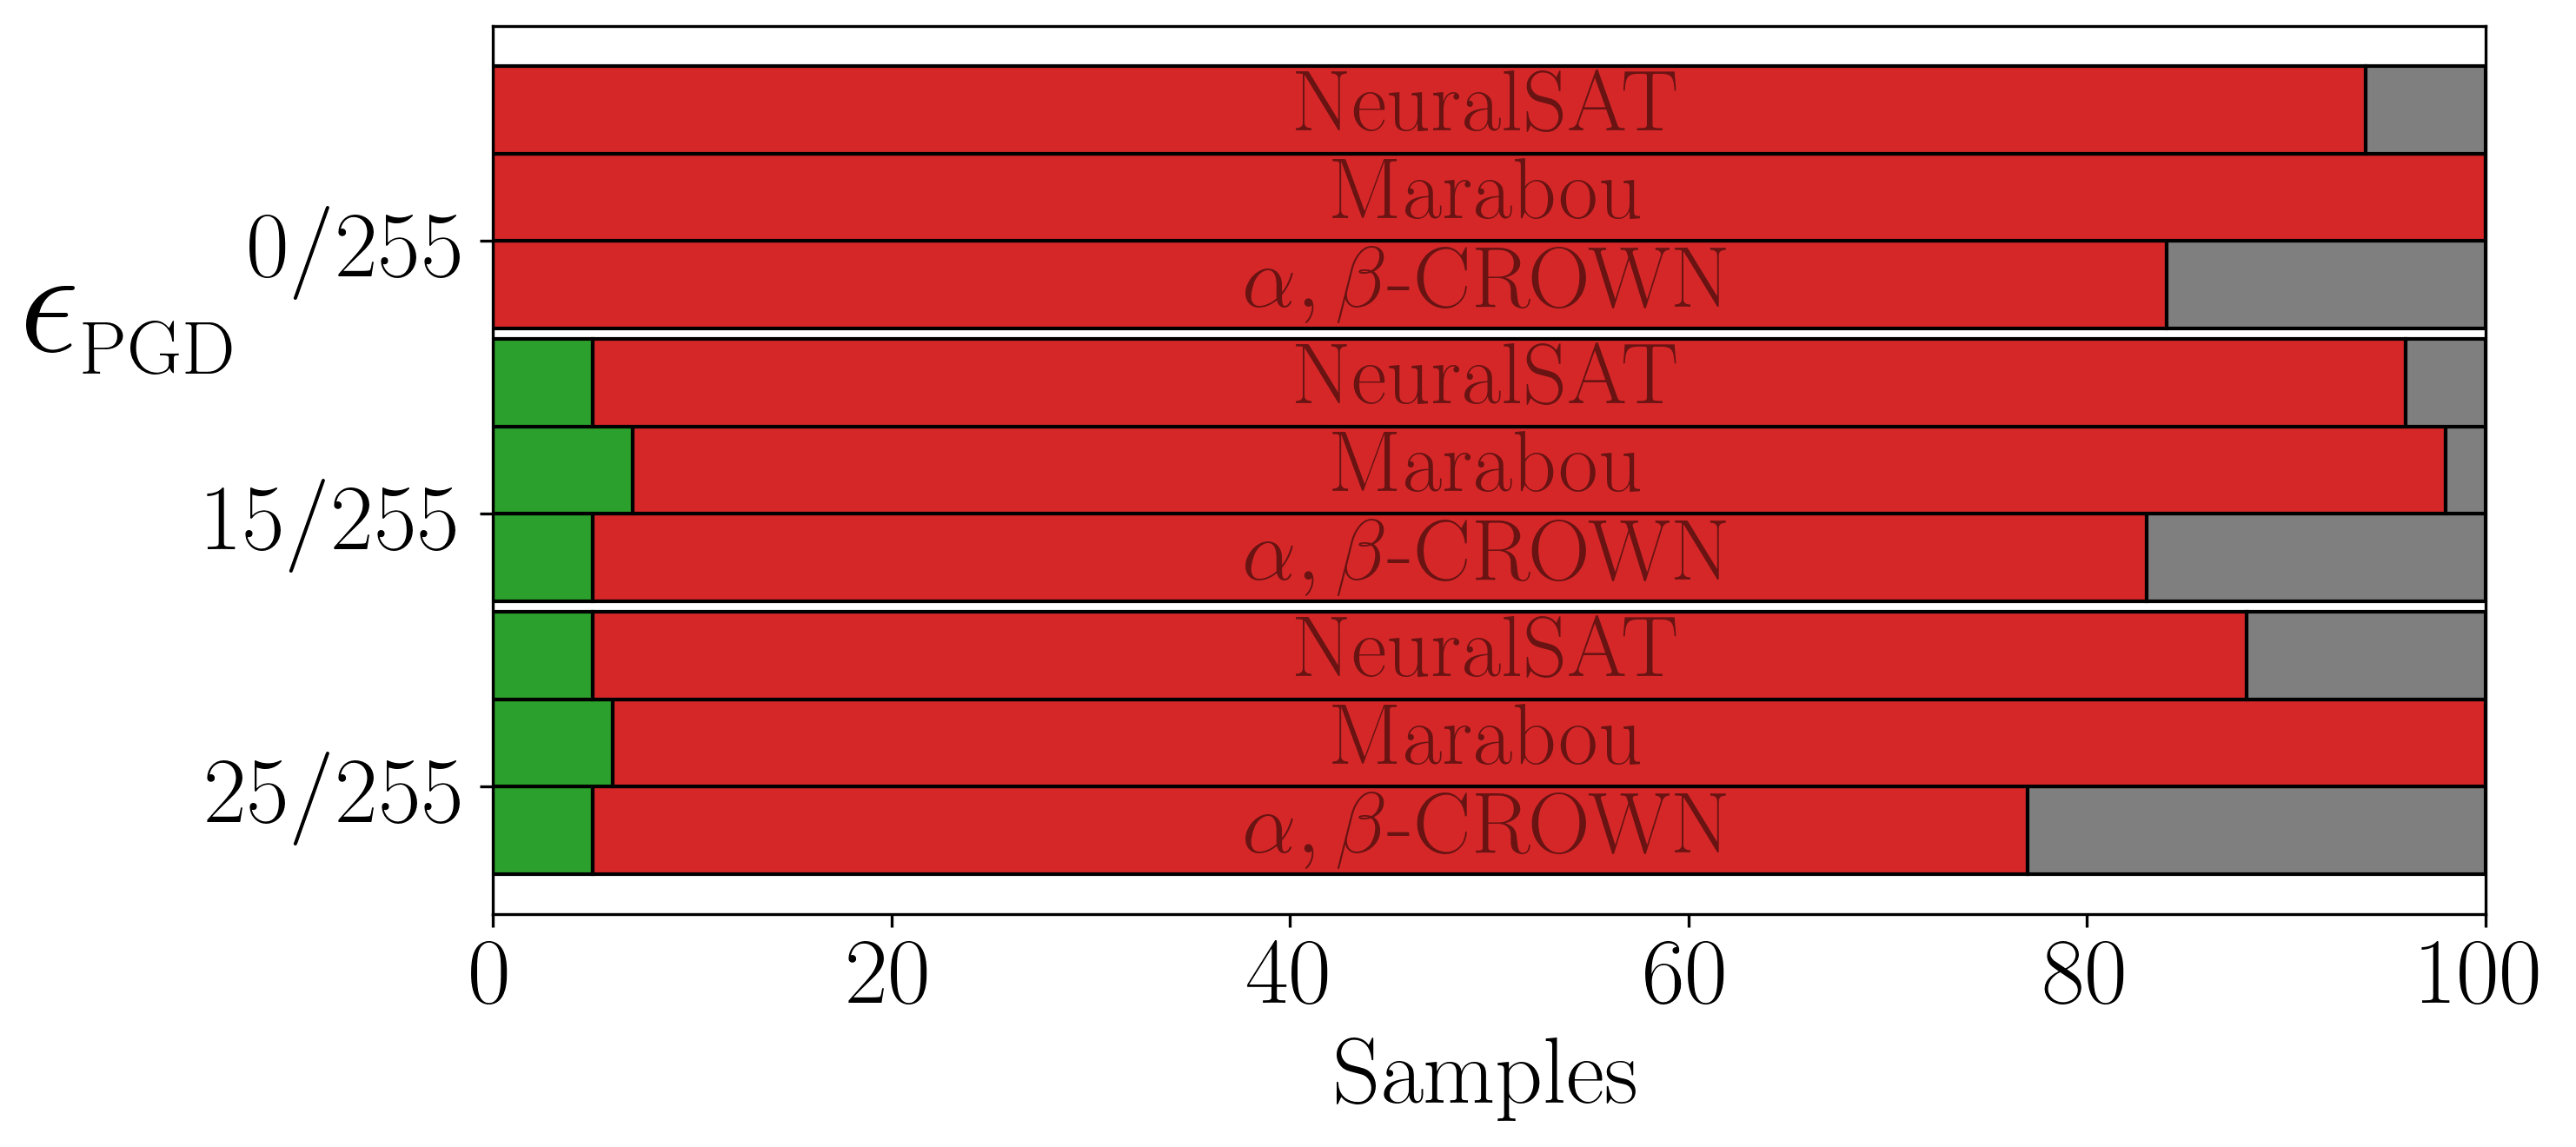 NeuralSAT
Marabou
0/255
α, β-CROWN
ϵPGD
NeuralSAT
Marabou
15/255
α, β-CROWN
NeuralSAT
Marabou
25/255
α, β-CROWN
0 20 40 60 80 100
Samples